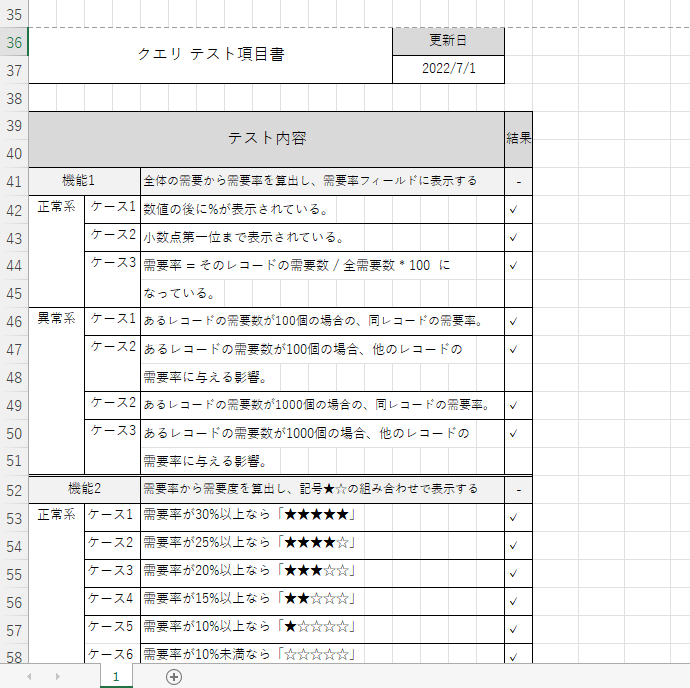 35
36 クエリ テスト項目書 更新日
37 2022/7/1
38
39 テスト内容 結果
40
41 機能1 全体の需要から需要率を算出し、需要率フィールドに表示する -
42 正常系 ケース1 数値の後に%が表示されている。 ✓
43 ケース2 小数点第一位まで表示されている。 ✓
44 ケース3 需要率 = そのレコードの需要数 / 全需要数 * 100 に ✓
45 なっている。
46 異常系 ケース1 あるレコードの需要数が100個の場合の、同レコードの需要率。 ✓
47 ケース2 あるレコードの需要数が100個の場合、他のレコードの ✓
48 需要率に与える影響。
49 ケース2 あるレコードの需要数が1000個の場合の、同レコードの需要率。 ✓
50 ケース3 あるレコードの需要数が1000個の場合、他のレコードの ✓
51 需要率に与える影響。
52 機能2 需要率から需要度を算出し、記号★☆の組み合わせで表示する -
53 正常系 ケース1 需要率が30%以上なら「★★★★★」 ✓
54 ケース2 需要率が25%以上なら「★★★★☆」 ✓
55 ケース3 需要率が20%以上なら「★★★☆☆」 ✓
56 ケース4 需要率が15%以上なら「★★☆☆☆」 ✓
57 ケース5 需要率が10%以上なら「★☆☆☆☆」 ✓
58 ケース6 需要率が10%未満なら「☆☆☆☆☆」 ✓
1